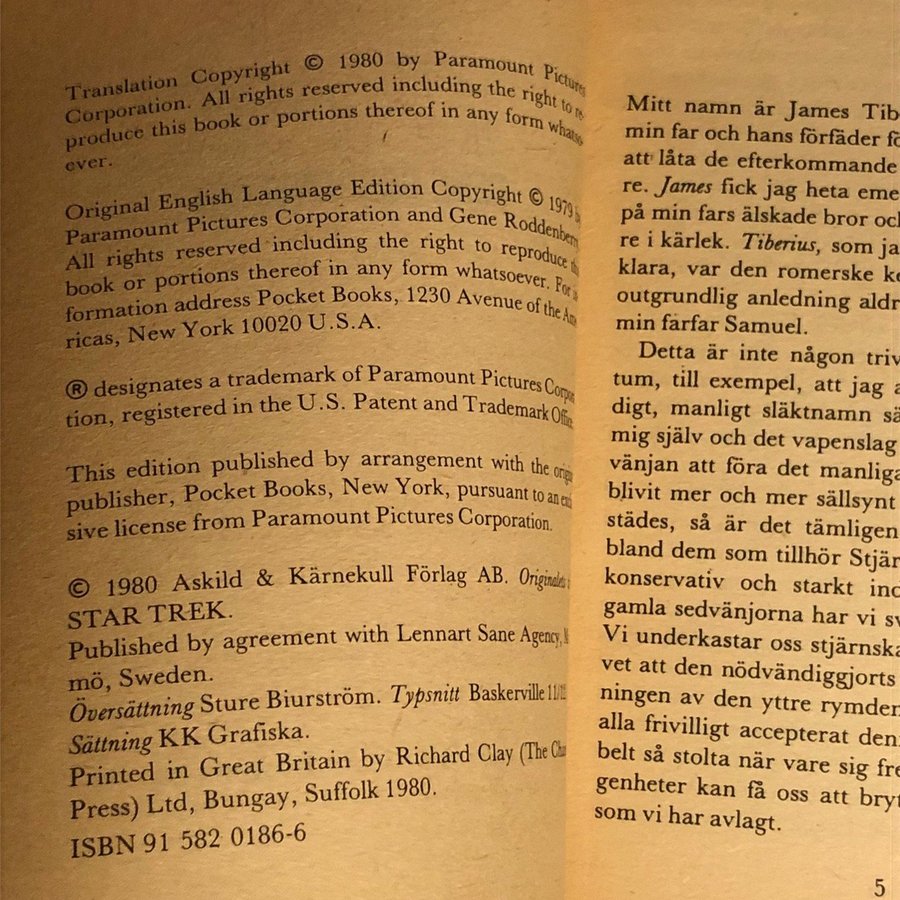 Translation Copyright © 1980 by Paramount Pictures
Corporation. All rights reserved including the right to re-
produce this book or portions thereof in any form whatso-
ever.
Original English Language Edition Copyright © 1979 by
Paramount Pictures Corporation and Gene Roddenberry
All rights reserved including the right to reproduce
book or portions thereof in any form whatsoever. For
formation address Pocket Books, 1230 Avenue of the
ricas, New York 10020 U.S.A.
® designates a trademark of Paramount Pictures
tion, registered in the U.S. Patent and Trademark Office.
This edition published by arrangement with the
publisher, Pocket Books, New York, pursuant to an
sive license from Paramount Pictures Corporation.
© 1980 Askild & Kärnekull Förlag AB. Originalets
STAR TREK.
Published by agreement with Lennart Sane Agency,
mö, Sweden.
Översättning Sture Biurström. Typsnitt Baskerville
Sättning KK Grafiska.
Printed in Great Britain by Richard Clay (The
Press) Ltd, Bungay, Suffolk 1980.
ISBN 91 582 0186-6
Mitt namn är James
min far och hans förfäder
att låta de efterkommande
re. James fick jag heta
på min fars älskade bror
re i kärlek. Tiberius, som
klara, var den romerske
outgrundlig anledning
min farfar Samuel.
Detta är inte någon
tum, till exempel, att jag
digt, manligt släktnamn
mig själv och det vapenslag
vänjan att föra det
blivit mer och mer sällsynt
städes, så är det tämligen
bland dem som tillhör
konservativ och starkt
gamla sedvänjorna har vi
Vi underkastar oss
vet att den nödvändiggjorts
ningen av den yttre
alla frivilligt accepterat
belt så stolta när vare sig
genheter kan få oss att
som vi har avlagt.
5